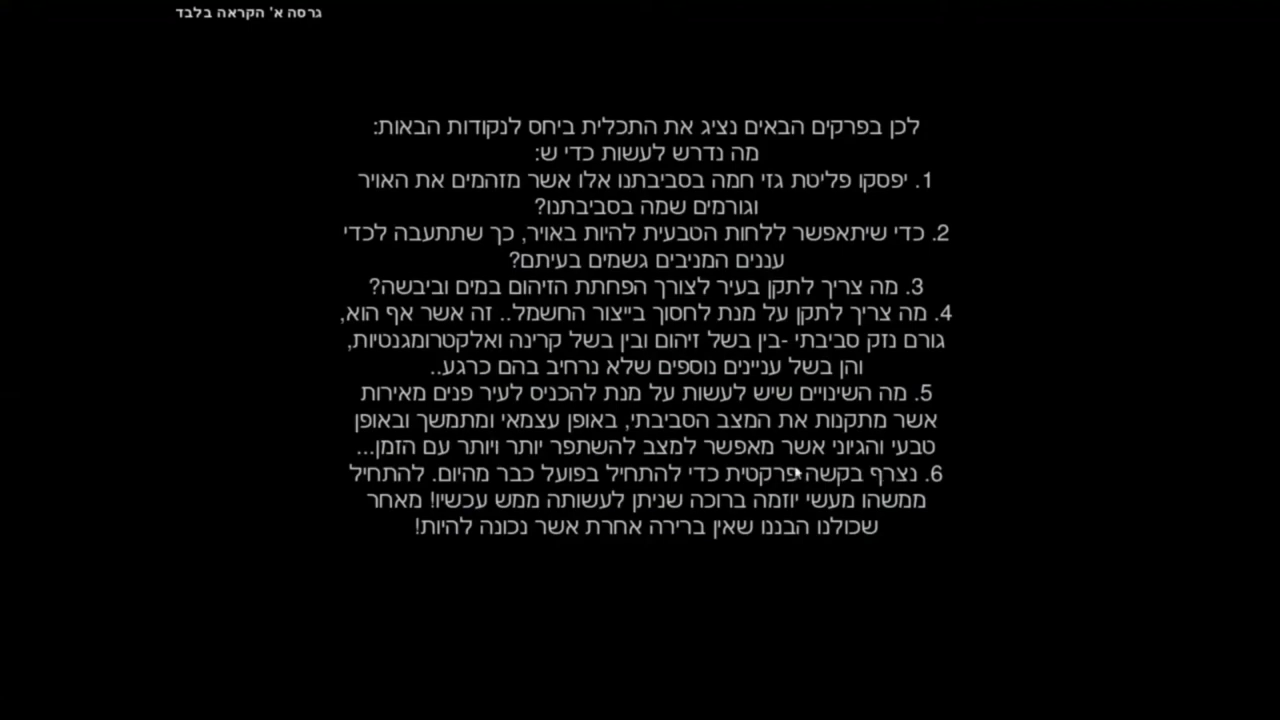 גרסה א' הקראה בלבד
לכן בפרקים הבאים נציג את התכלית ביחס לנקודות הבאות:
מה נדרש לעשות כדי ש:
1. יפסקו פליטת גזי חמה בסביבתנו אלו אשר מזהמים את האויר
וגורמים שמה בסביבתנו?
2. כדי שיתאפשר ללחות הטבעית להיות באויר, כך שתתעבה לכדי
עננים המניבים גשמים בעיתם?
3. מה צריך לתקן בעיר לצורך הפחתת הזיהום במים וביבשה?
4. מה צריך לתקן על מנת לחסוך בייצור החשמל.. זה אשר אף הוא,
גורם נזק סביבתי -בין בשל זיהום ובין בשל קרינה ואלקטרומגנטיות,
והן בשל עניינים נוספים שלא נרחיב בהם כרגע..
5. מה השינויים שיש לעשות על מנת להכניס לעיר פנים מאירות
אשר מתקנות את המצב הסביבתי, באופן עצמאי ומתמשך ובאופן
טבעי והגיוני אשר מאפשר למצב להשתפר יותר ויותר עם הזמן...
6. נצרף בקשה פרקטית כדי להתחיל בפועל כבר מהיום. להתחיל
ממשהו מעשי יוזמה ברוכה שניתן לעשותה ממש עכשיו! מאחר
שכולנו הבננו שאין ברירה אחרת אשר נכונה להיות!